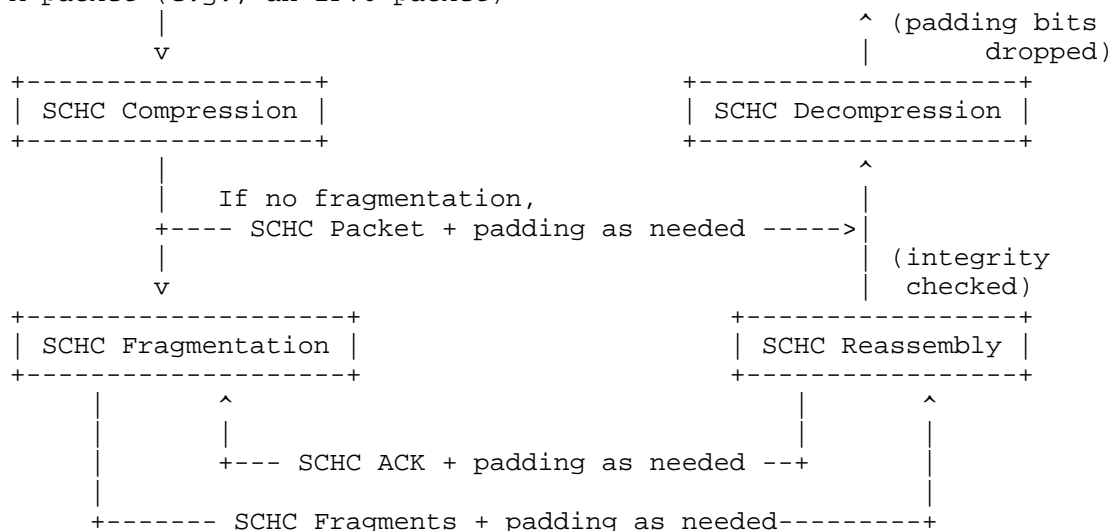 A packet (e.g., an IPv6 packet)
| ^ (padding bits
v | dropped)
+------------------+ +--------------------+
| SCHC Compression | | SCHC Decompression |
+------------------+ +--------------------+
| ^
| If no fragmentation, |
+---- SCHC Packet + padding as needed ----->|
| | (integrity
v | checked)
+--------------------+ +-----------------+
| SCHC Fragmentation | | SCHC Reassembly |
+--------------------+ +-----------------+
| ^ | ^
| | | |
| +--- SCHC ACK + padding as needed --+ |
| |
+------- SCHC Fragments + padding as needed---------+